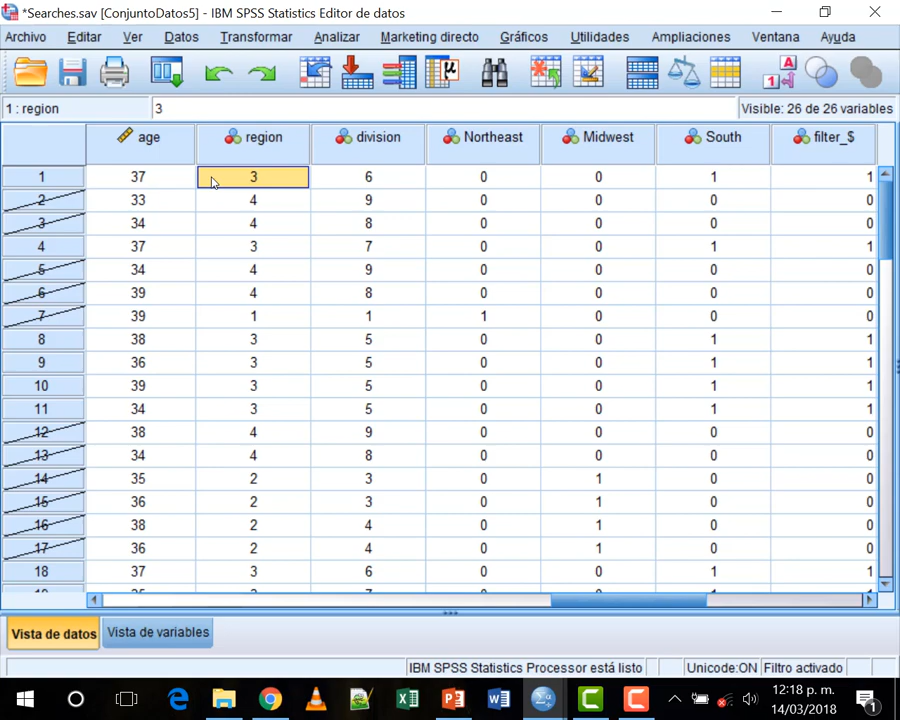 *Searches.sav [ConjuntoDatos5] - IBM SPSS Statistics Editor de datos
Archivo Editar Ver Datos Transformar Analizar Marketing directo Gráficos Utilidades Ampliaciones Ventana Ayuda
1 : region 3 Visible: 26 de 26 variables
age region division Northeast Midwest South filter_$
1 37 3 6 0 0 1 1
2 33 4 9 0 0 0 0
3 34 4 8 0 0 0 0
4 37 3 7 0 0 1 1
5 34 4 9 0 0 0 0
6 39 4 8 0 0 0 0
7 39 1 1 1 0 0 0
8 38 3 5 0 0 1 1
9 36 3 5 0 0 1 1
10 39 3 5 0 0 1 1
11 34 3 5 0 0 1 1
12 38 4 9 0 0 0 0
13 34 4 8 0 0 0 0
14 35 2 3 0 1 0 0
15 36 2 3 0 1 0 0
16 38 2 4 0 1 0 0
17 36 2 4 0 1 0 0
18 37 3 6 0 0 1 1
Vista de datos Vista de variables
IBM SPSS Statistics Processor está listo Unicode:ON Filtro activado
12:18 p. m.
14/03/2018
1